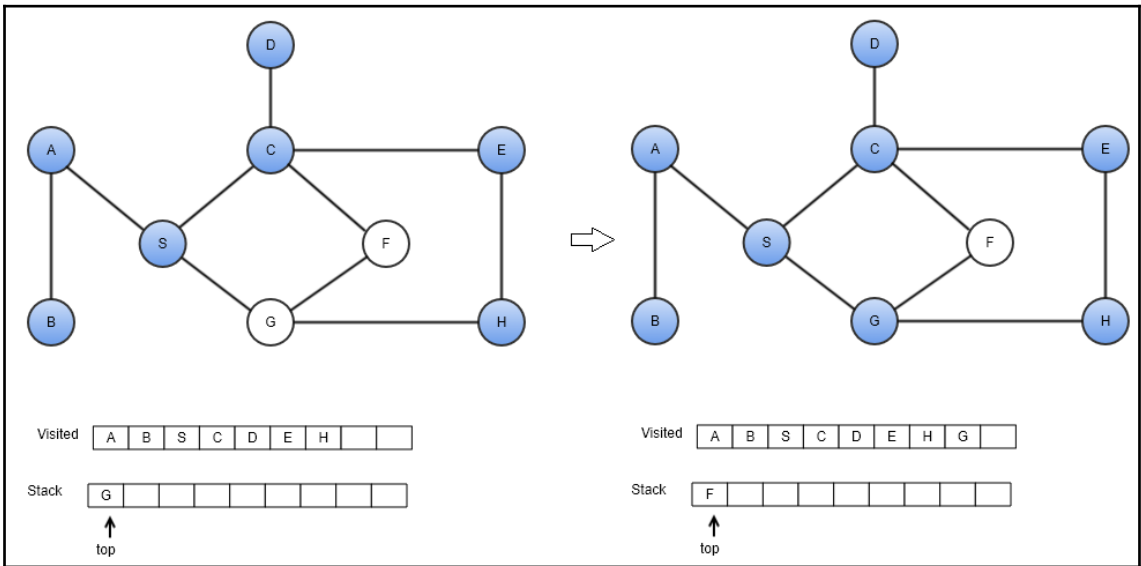 D
A
C
E
S
F
B
G
H
Visited A B S C D E H
Stack G
top
D
A
C
E
S
F
B
G
H
Visited A B S C D E H G
Stack F
top